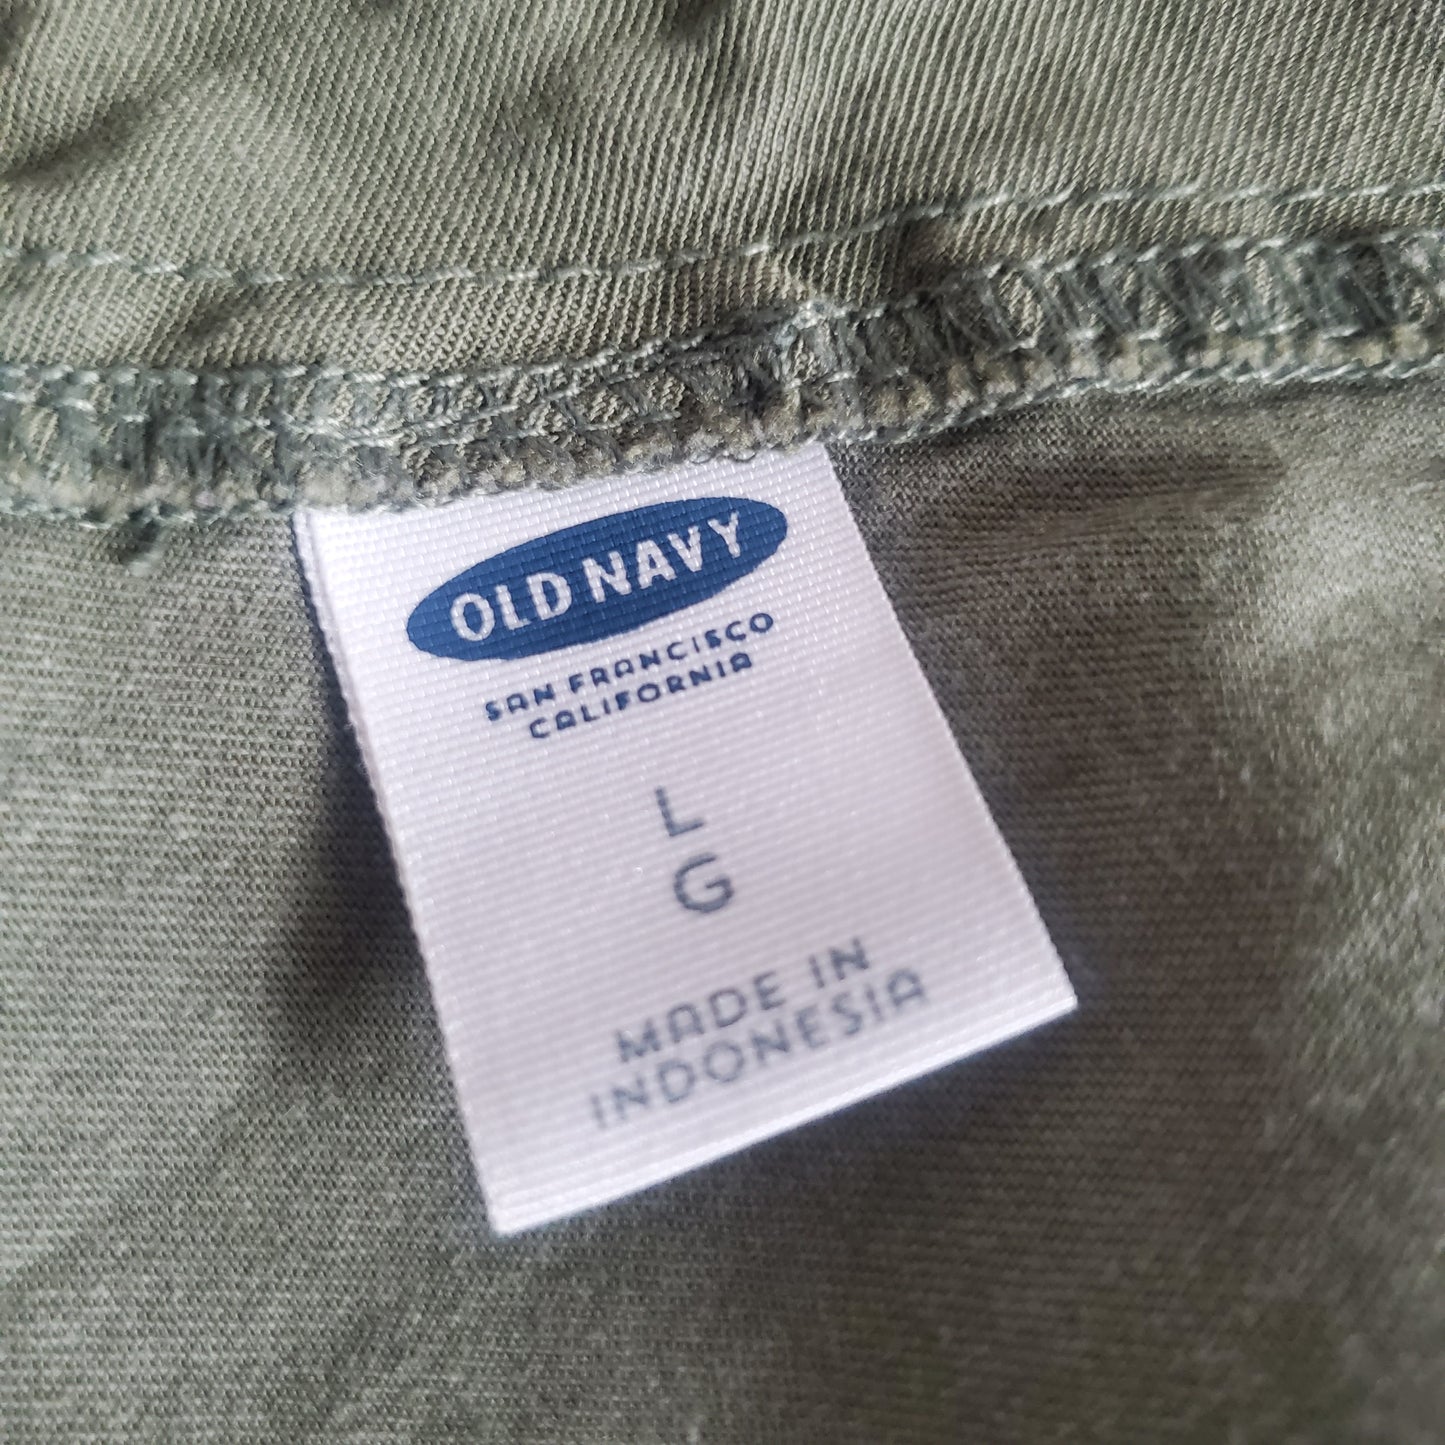 OLD NAVY
SAN FRANCISCO
CALIFORNIA
L
G
MADE IN
INDONESIA